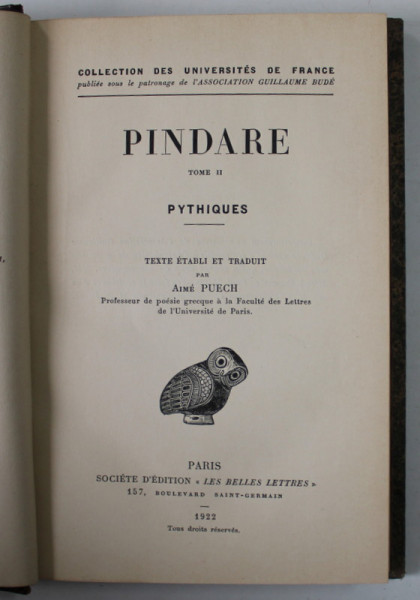 COLLECTION DES UNIVERSITÉS DE FRANCE
publiée sous le patronage de l'ASSOCIATION GUILLAUME BUDÉ
PINDARE
TOME II
PYTHIQUES
TEXTE ÉTABLI ET TRADUIT
PAR
AIMÉ PUECH
Professeur de poésie grecque à la Faculté des Lettres
de l'Université de Paris.
PARIS
SOCIÉTE D'ÉDITION « LES BELLES LETTRES »
157, BOULEVARD SAINT-GERMAIN
1922
Tous droits réservés.